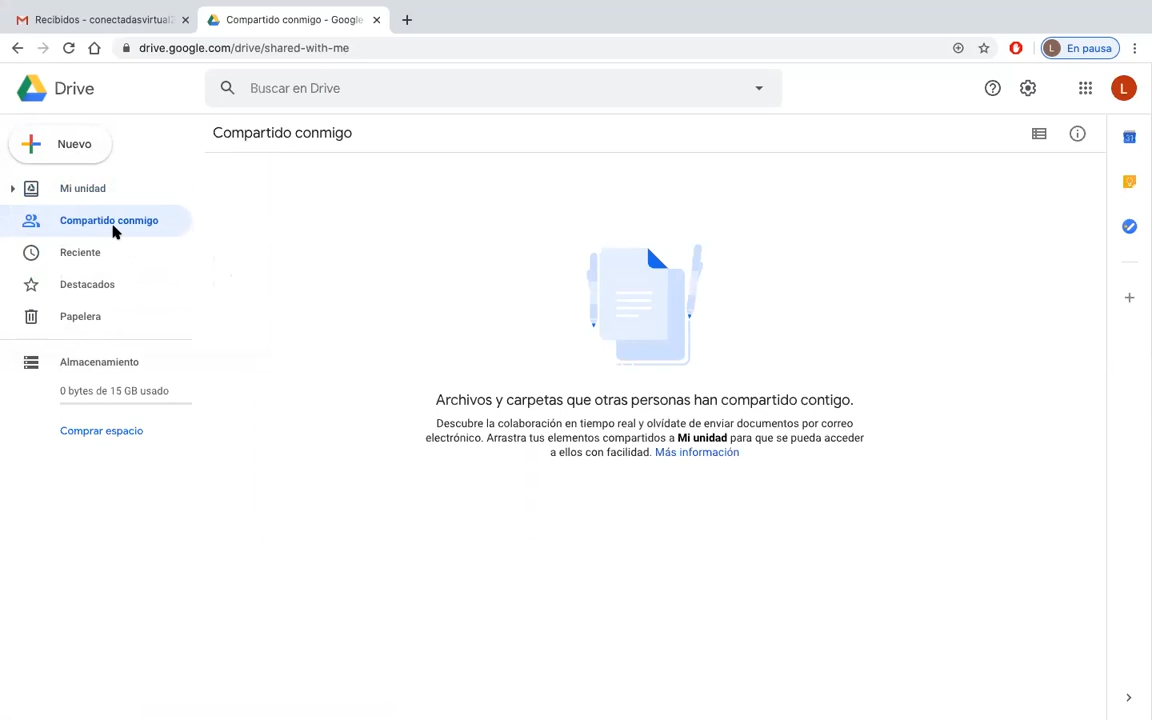 Recibidos - conectadasvirtual2
Compartido conmigo - Google
drive.google.com/drive/shared-with-me
L
En pausa
Drive
Buscar en Drive
L
Nuevo
Compartido conmigo
31
Mi unidad
Compartido conmigo
Reciente
Destacados
Papelera
Almacenamiento
0 bytes de 15 GB usado
Comprar espacio
Archivos y carpetas que otras personas han compartido contigo.
Descubre la colaboración en tiempo real y olvídate de enviar documentos por correo
electrónico. Arrastra tus elementos compartidos a Mi unidad para que se pueda acceder
a ellos con facilidad. Más información